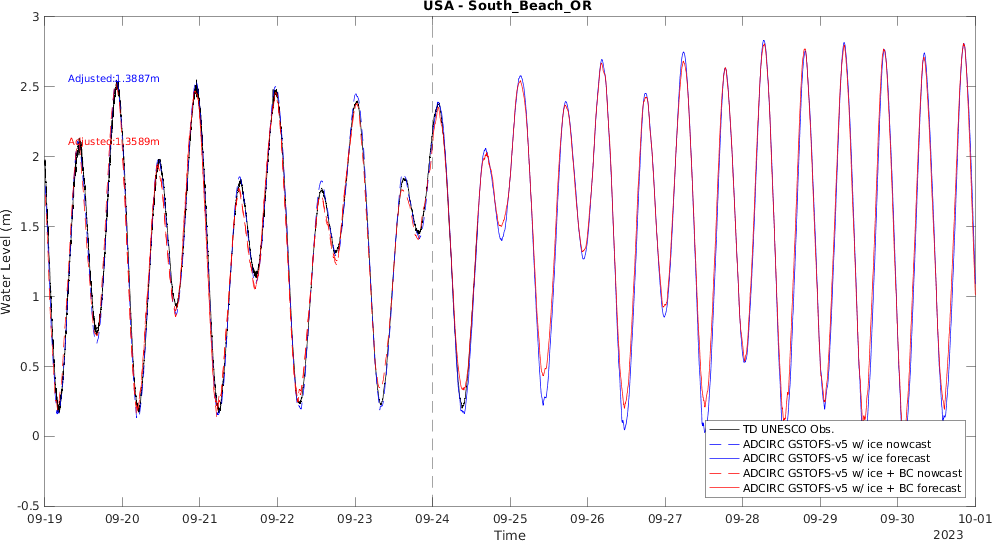 USA - South_Beach_OR
3
2.5
2
1.5
1
0.5
0
-0.5
Water Level (m)
Adjusted:1.3887m
Adjusted:1.3589m
TD UNESCO Obs.
ADCIRC GSTOFS-v5 w/ ice nowcast
ADCIRC GSTOFS-v5 w/ ice forecast
ADCIRC GSTOFS-v5 w/ ice + BC nowcast
ADCIRC GSTOFS-v5 w/ ice + BC forecast
09-19 09-20 09-21 09-22 09-23 09-24 09-25 09-26 09-27 09-28 09-29 09-30 10-01
Time
2023